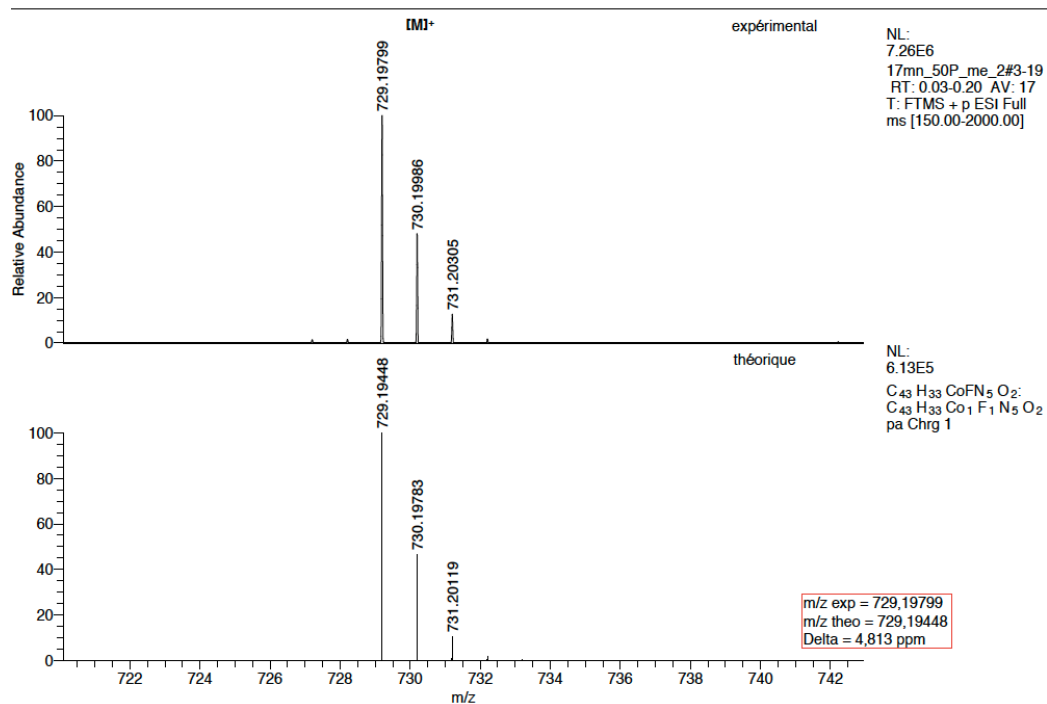 [M]+
expérimental
NL:
7.26E6
17mn_50P_me_2#3-19
RT: 0.03-0.20 AV: 17
T: FTMS + p ESI Full
ms [150.00-2000.00]
729.19799
730.19986
731.20305
Relative Abundance
100
80
60
40
20
0
théorique
NL:
6.13E5
C43 H33 CoFN5 O2:
C43 H33 Co1 F1 N5 O2
pa Chrg 1
729.19448
730.19783
731.20119
100
80
60
40
20
0
m/z exp = 729,19799
m/z theo = 729,19448
Delta = 4,813 ppm
722 724 726 728 730 732 734 736 738 740 742
m/z